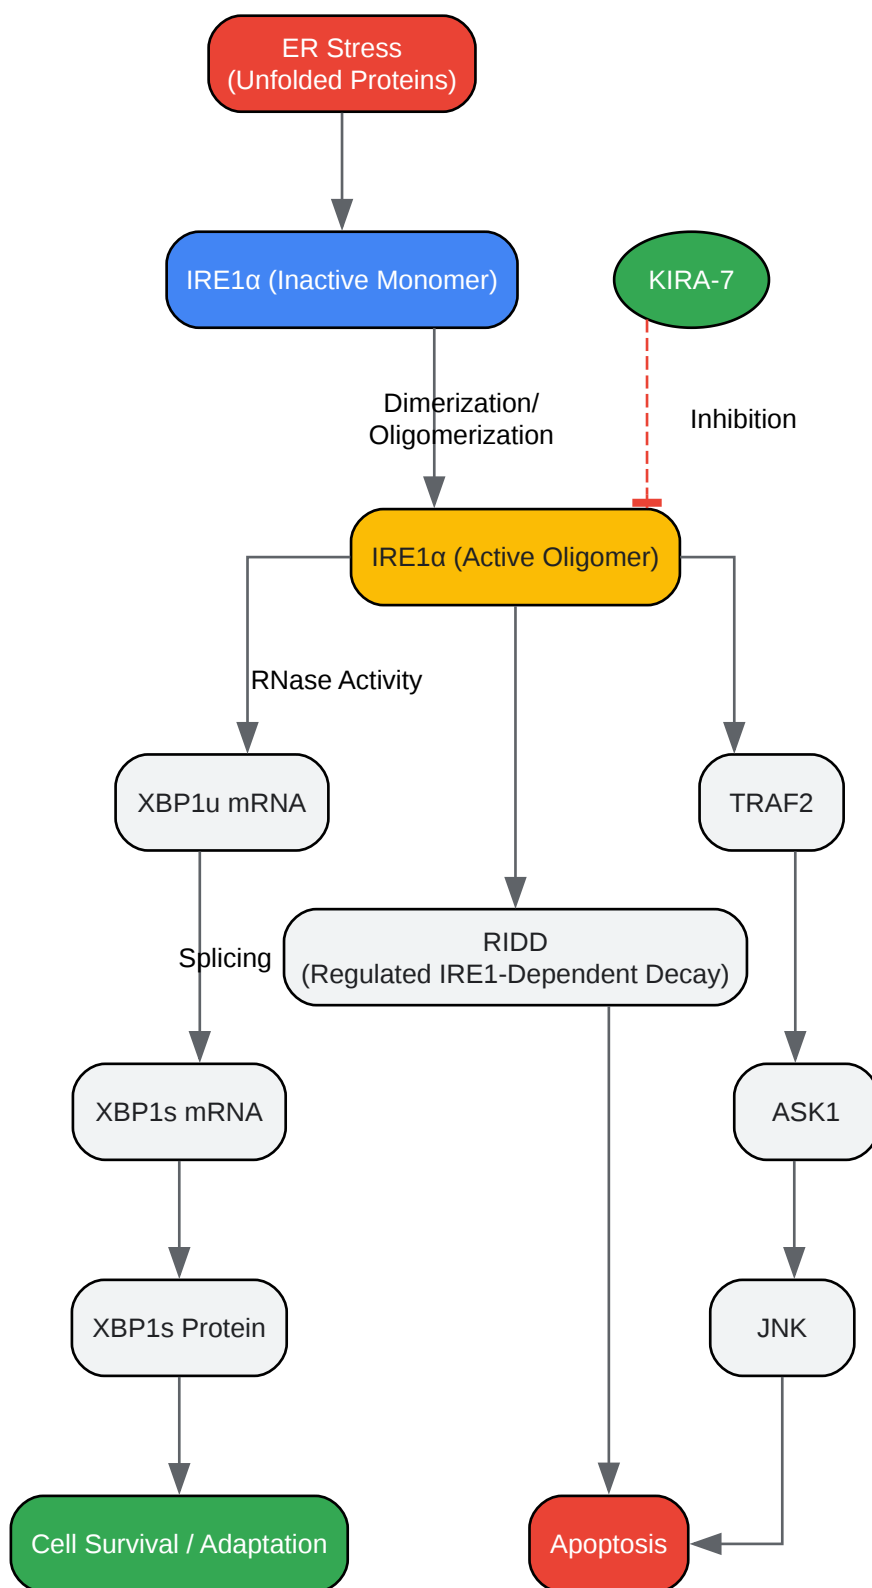 ER Stress
(Unfolded Proteins)
IRE1α (Inactive Monomer)
KIRA-7
Dimerization/
Oligomerization
Inhibition
IRE1α (Active Oligomer)
RNase Activity
XBP1u mRNA
TRAF2
Splicing
RIDD
(Regulated IRE1-Dependent Decay)
XBP1s mRNA
ASK1
XBP1s Protein
JNK
Cell Survival / Adaptation
Apoptosis